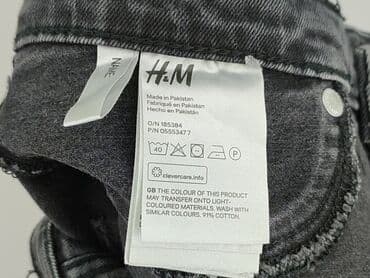 H&M
Made in Pakistan
Fabriqué en Pakistan
Hecho en Pakistán
O/N 185384
P/N 05553477
40 P
clevercare.info
GB THE COLOUR OF THIS PRODUCT
MAY TRANSFER ONTO LIGHT-
COLOURED MATERIALS. WASH WITH
SIMILAR COLOURS. 91% COTTON,